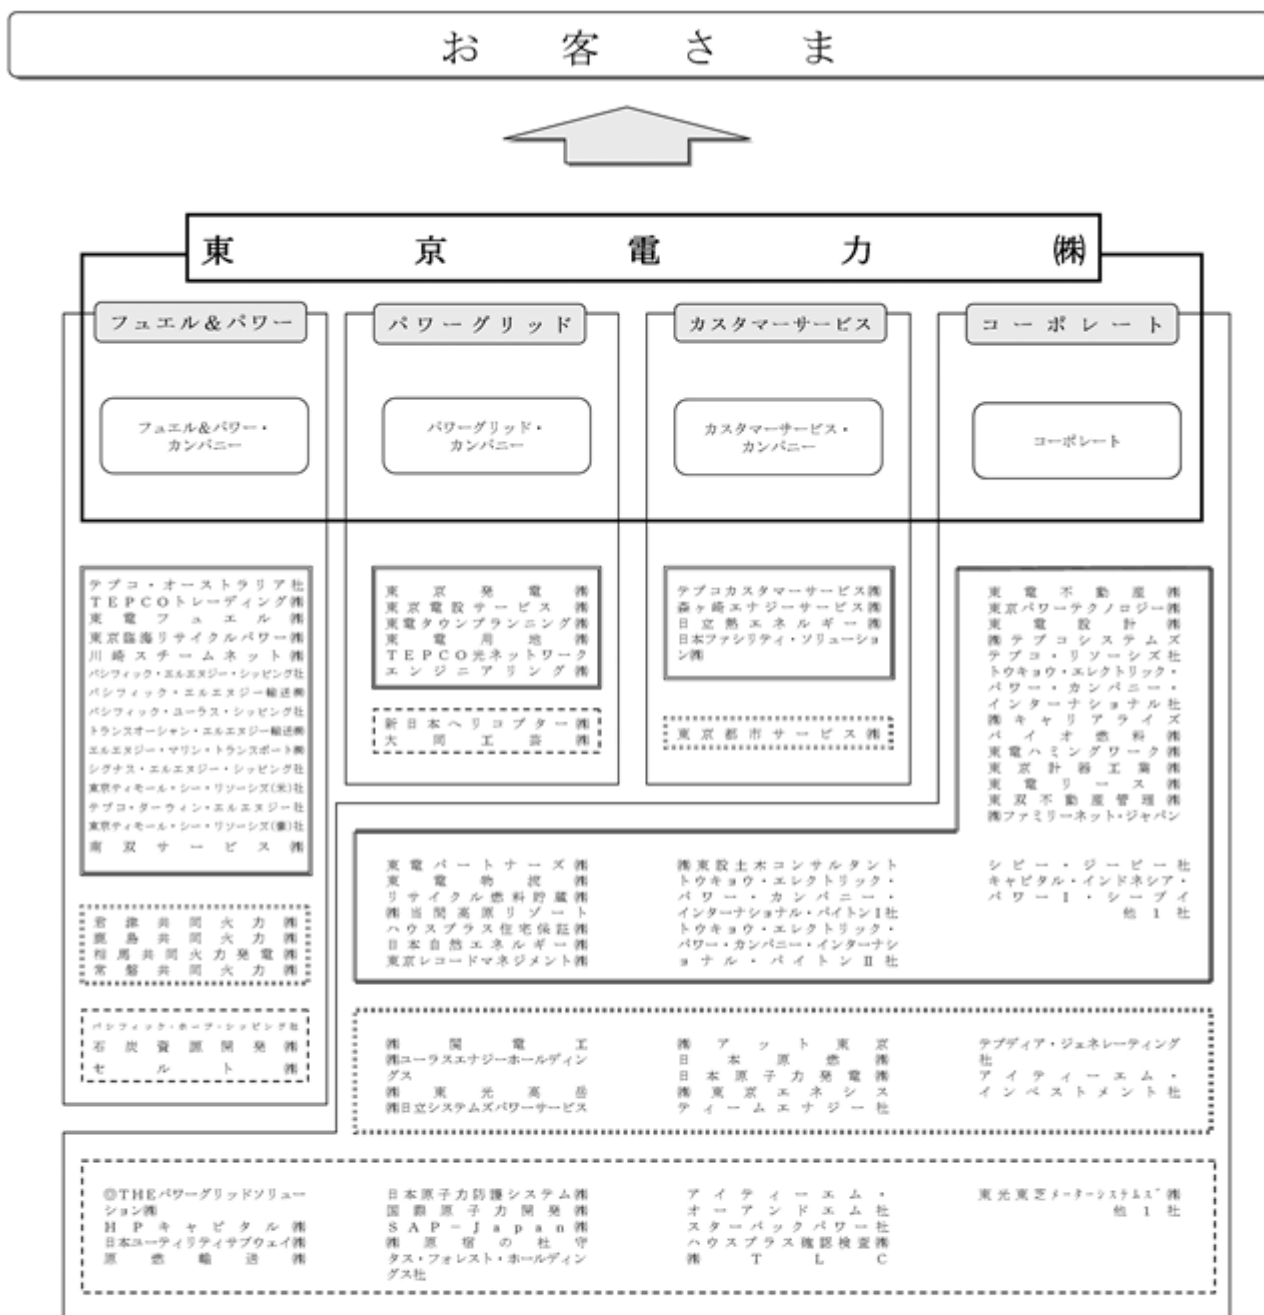 お客さま
東京電力㈱
フュエル&パワー
パワーグリッド
カスタマーサービス
コーポレート
フュエル&パワー・
カンパニー
パワーグリッド・
カンパニー
カスタマーサービス・
カンパニー
コーポレート
テプコ・オーストラリア社
TEPCOトレーディング㈱
東電フュエル㈱
東京臨海リサイクルパワー㈱
川崎スチームネット㈱
パシフィック・エルエヌジー・シッピング社
パシフィック・エルエヌジー輸送㈱
パシフィック・ユーラス・シッピング社
トランスオーシャン・エルエヌジー輸送㈱
エルエヌジー・マリン・トランスポート㈱
シグナス・エルエヌジー・シッピング社
東京ティモール・シー・リソーシズ(米)社
テプコ・ダーウィン・エルエヌジー社
東京ティモール・シー・リソーシズ(豪)社
南双サービス㈱
君津共同火力㈱
鹿島共同火力㈱
相馬共同火力発電㈱
常磐共同火力㈱
パシフィック・ホープ・シッピング社
石炭資源開発㈱
セルト㈱
東京発電㈱
東京電設サービス㈱
東電タウンプランニング㈱
東電用地㈱
TEPCO光ネットワーク
エンジニアリング㈱
新日本ヘリコプター㈱
大同工芸㈱
テプコカスタマーサービス㈱
森ヶ崎エナジーサービス㈱
日立熱エネルギー㈱
日本ファシリティ・ソリューショ
ン㈱
東京都市サービス㈱
東電不動産㈱
東京パワーテクノロジー㈱
東電設計㈱
㈱テプコシステムズ
テプコ・リソーシズ社
トウキョウ・エレクトリック・
パワー・カンパニー・
インターナショナル社
㈱キャリアライズ
バイオ燃料㈱
東電ハミングワーク㈱
東京計器工業㈱
東電リース㈱
東双不動産管理㈱
㈱ファミリーネット・ジャパン
東電パートナーズ㈱
東電物流㈱
リサイクル燃料貯蔵㈱
㈱当間高原リゾート
ハウスプラス住宅保証㈱
日本自然エネルギー㈱
東京レコードマネジメント㈱
㈱東設土木コンサルタント
トウキョウ・エレクトリック・
パワー・カンパニー・
インターナショナル・パイトンⅠ社
トウキョウ・エレクトリック・
パワー・カンパニー・インターナシ
ョナル・パイトンⅡ社
シピー・ジーピー社
キャピタル・インドネシア・
パワーⅠ・シーブイ
他1社
㈱関電工
㈱ユーラスエナジーホールディン
グス
㈱東光高岳
㈱日立システムズパワーサービス
㈱アット東京
日本原燃㈱
日本原子力発電㈱
㈱東京エネシス
ティームエナジー社
テプディア・ジェネレーティング
社
アイティーエム・
インベストメント社
◎THEパワーグリッドソリュー
ション㈱
HPキャピタル㈱
日本ユーティリティサブウェイ㈱
原燃輸送㈱
日本原子力防護システム㈱
国際原子力開発㈱
SAP-Japan㈱
㈱原宿の杜守
タス・フォレスト・ホールディン
グス社
アイティーエム・
オーアンドエム社
スターバックパワー社
ハウスプラス確認検査㈱
㈱TLC
東光東芝メーターシステムズ㈱
他1社